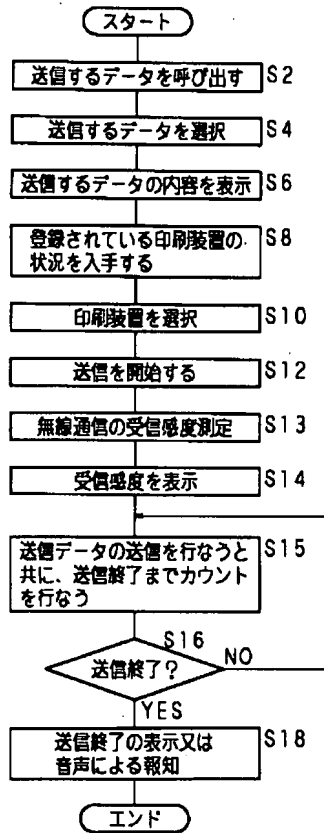 スタート
送信するデータを呼び出す S2
送信するデータを選択 S4
送信するデータの内容を表示 S6
登録されている印刷装置の S8
状況を入手する
印刷装置を選択 S10
送信を開始する S12
無線通信の受信感度測定 S13
受信感度を表示 S14
送信データの送信を行なうと S15
共に、送信終了までカウント
を行なう
S16
送信終了? NO
YES
送信終了の表示又は S18
音声による報知
エンド